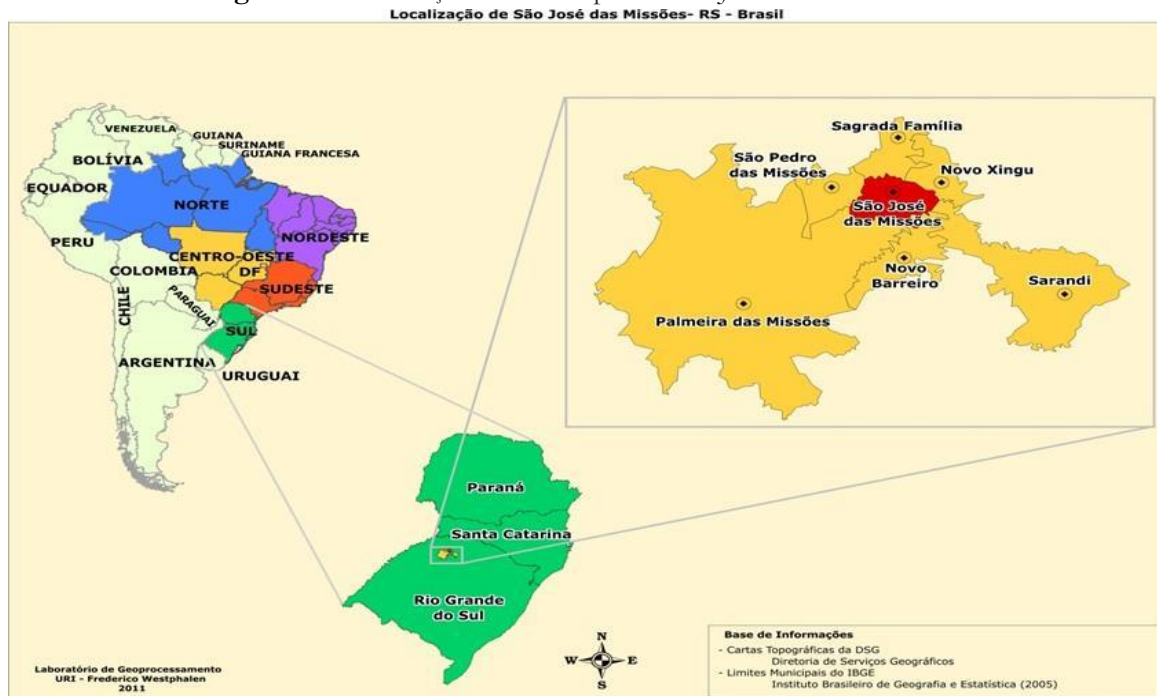 Localização de São José das Missões- RS - Brasil
VENEZUELA
GUIANA
SURINAME
GUIANA FRANCESA
BOLÍVIA
EQUADOR
NORTE
PERU
NORDESTE
CENTRO-OESTE
COLOMBIA
DF
SUDESTE
CHILE
PARAGUAI
SUL
ARGENTINA
URUGUAI
Sagrada Família
São Pedro
das Missões
Novo Xingu
São José
das Missões
Novo
Barreiro
Sarandi
Palmeira das Missões
Paraná
Santa Catarina
Rio Grande
do Sul
N
W
E
S
Laboratório de Geoprocessamento
URI - Frederico Westphalen
2011
Base de Informações
- Cartas Topográficas da DSG
Diretoria de Serviços Geográficos
- Limites Municipais do IBGE
Instituto Brasileiro de Geografia e Estatística (2005)